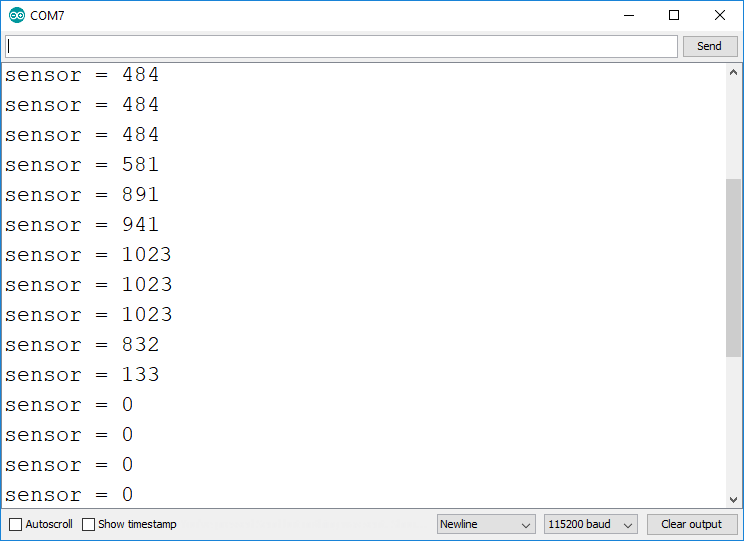 COM7
Send
sensor = 484
sensor = 484
sensor = 484
sensor = 581
sensor = 891
sensor = 941
sensor = 1023
sensor = 1023
sensor = 1023
sensor = 832
sensor = 133
sensor = 0
sensor = 0
sensor = 0
sensor = 0
Autoscroll Show timestamp Newline 115200 baud Clear output